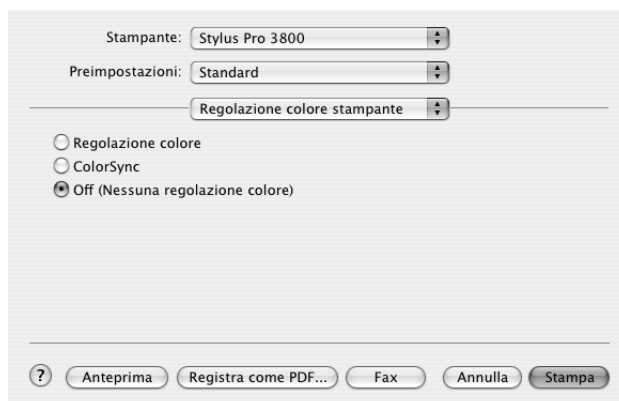 Stampante: Stylus Pro 3800
Preimpostazioni: Standard
Regolazione colore stampante
Regolazione colore
ColorSync
Off (Nessuna regolazione colore)
? Anteprima Registra come PDF... Fax Annulla Stampa